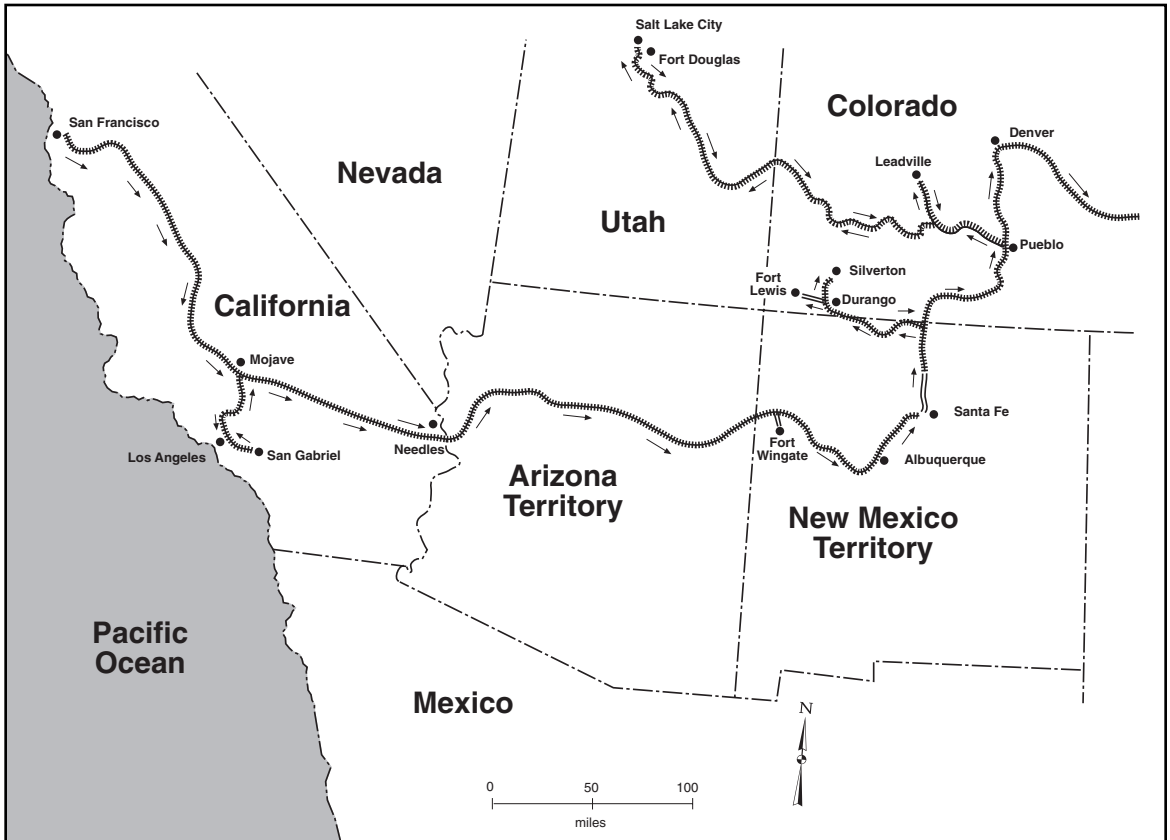 Salt Lake City
Fort Douglas
San Francisco
Colorado
Denver
Leadville
Nevada
Utah
Pueblo
Silverton
Fort
Lewis
Durango
California
Mojave
Santa Fe
Needles
Fort
Wingate
Los Angeles
San Gabriel
Albuquerque
Arizona
Territory
New Mexico
Territory
Pacific
Ocean
Mexico
N
0 50 100
miles